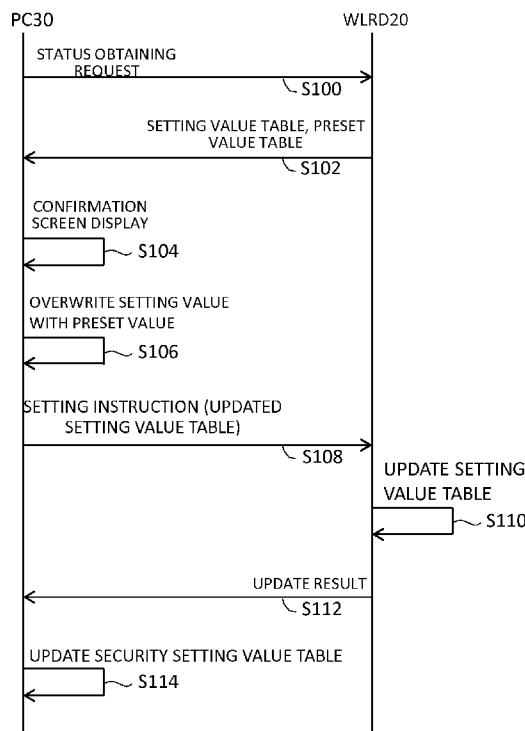 PC30
WLRD20
STATUS OBTAINING
REQUEST
S100
SETTING VALUE TABLE, PRESET
VALUE TABLE
S102
CONFIRMATION
SCREEN DISPLAY
S104
OVERWRITE SETTING VALUE
WITH PRESET VALUE
S106
SETTING INSTRUCTION (UPDATED
SETTING VALUE TABLE)
S108
UPDATE SETTING
VALUE TABLE
S110
UPDATE RESULT
S112
UPDATE SECURITY SETTING VALUE TABLE
S114